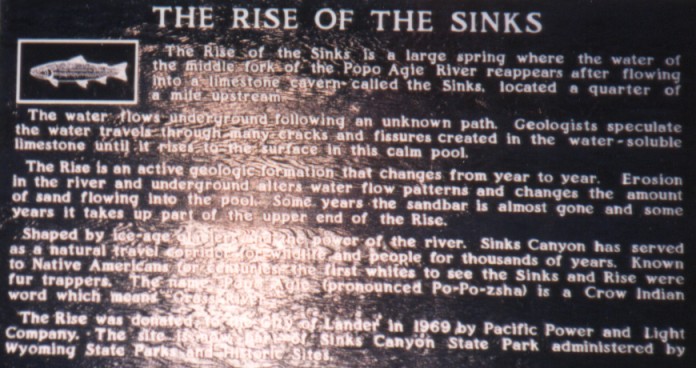 THE RISE OF THE SINKS
The Rise of the Sinks is a large spring where the water of
the middle fork of the Popo Agie River reappears after flowing
into a limestone cavern called the Sinks, located a quarter of
a mile upstream
The water flows underground following an unknown path. Geologists speculate
the water travels through many cracks and fissures created in the water-soluble
limestone until it rises to the surface in this calm pool.
The Rise is an active geologic formation that changes from year to year. Erosion
in the river and underground alters water flow patterns and changes the amount
of sand flowing into the pool. Some years the sandbar is almost gone and some
years it takes up part of the upper end of the Rise.
Shaped by ice-age glaciers and the power of the river. Sinks Canyon has served
as a natural travel corridor for wildlife and people for thousands of years. Known
to Native Americans for centuries the first whites to see the Sinks and Rise were
fur trappers. The name Popo Agie (pronounced Po-Po-zsha) is a Crow Indian
word which means
The Rise was donated to the City of Lander in 1969 by Pacific Power and Light
Company. The site is part of Sinks Canyon State Park administered by
Wyoming State Parks and Historic Sites.